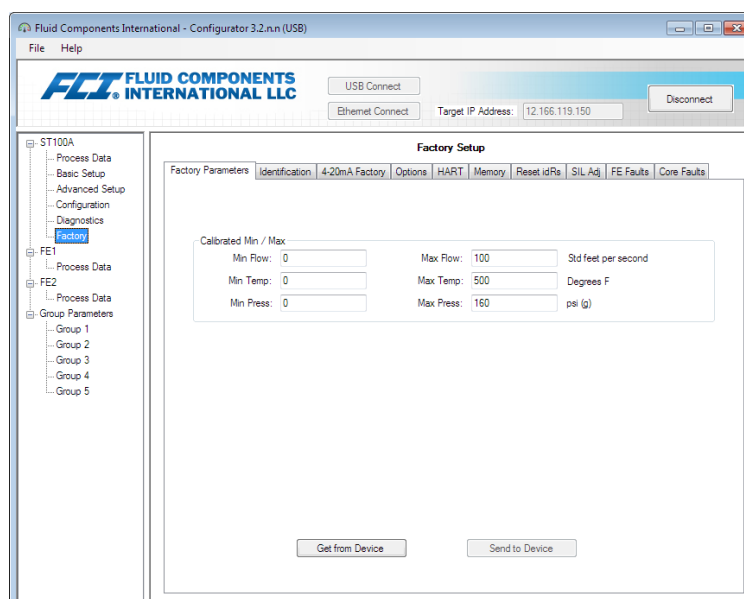 Fluid Components International - Configurator 3.2.n.n (USB)
File Help
FCI® FLUID COMPONENTS
INTERNATIONAL LLC
USB Connect
Ethernet Connect Target IP Address: 12.166.119.150
Disconnect
ST100A
Process Data
Basic Setup
Advanced Setup
Configuration
Diagnostics
Factory
FE1
Process Data
FE2
Process Data
Group Parameters
Group 1
Group 2
Group 3
Group 4
Group 5
Factory Setup
Factory Parameters Identification 4-20mA Factory Options HART Memory Reset idRs SIL Adj FE Faults Core Faults
Calibrated Min / Max
Min Flow: 0 Max Flow: 100 Std feet per second
Min Temp: 0 Max Temp: 500 Degrees F
Min Press: 0 Max Press: 160 psi (g)
Get from Device Send to Device